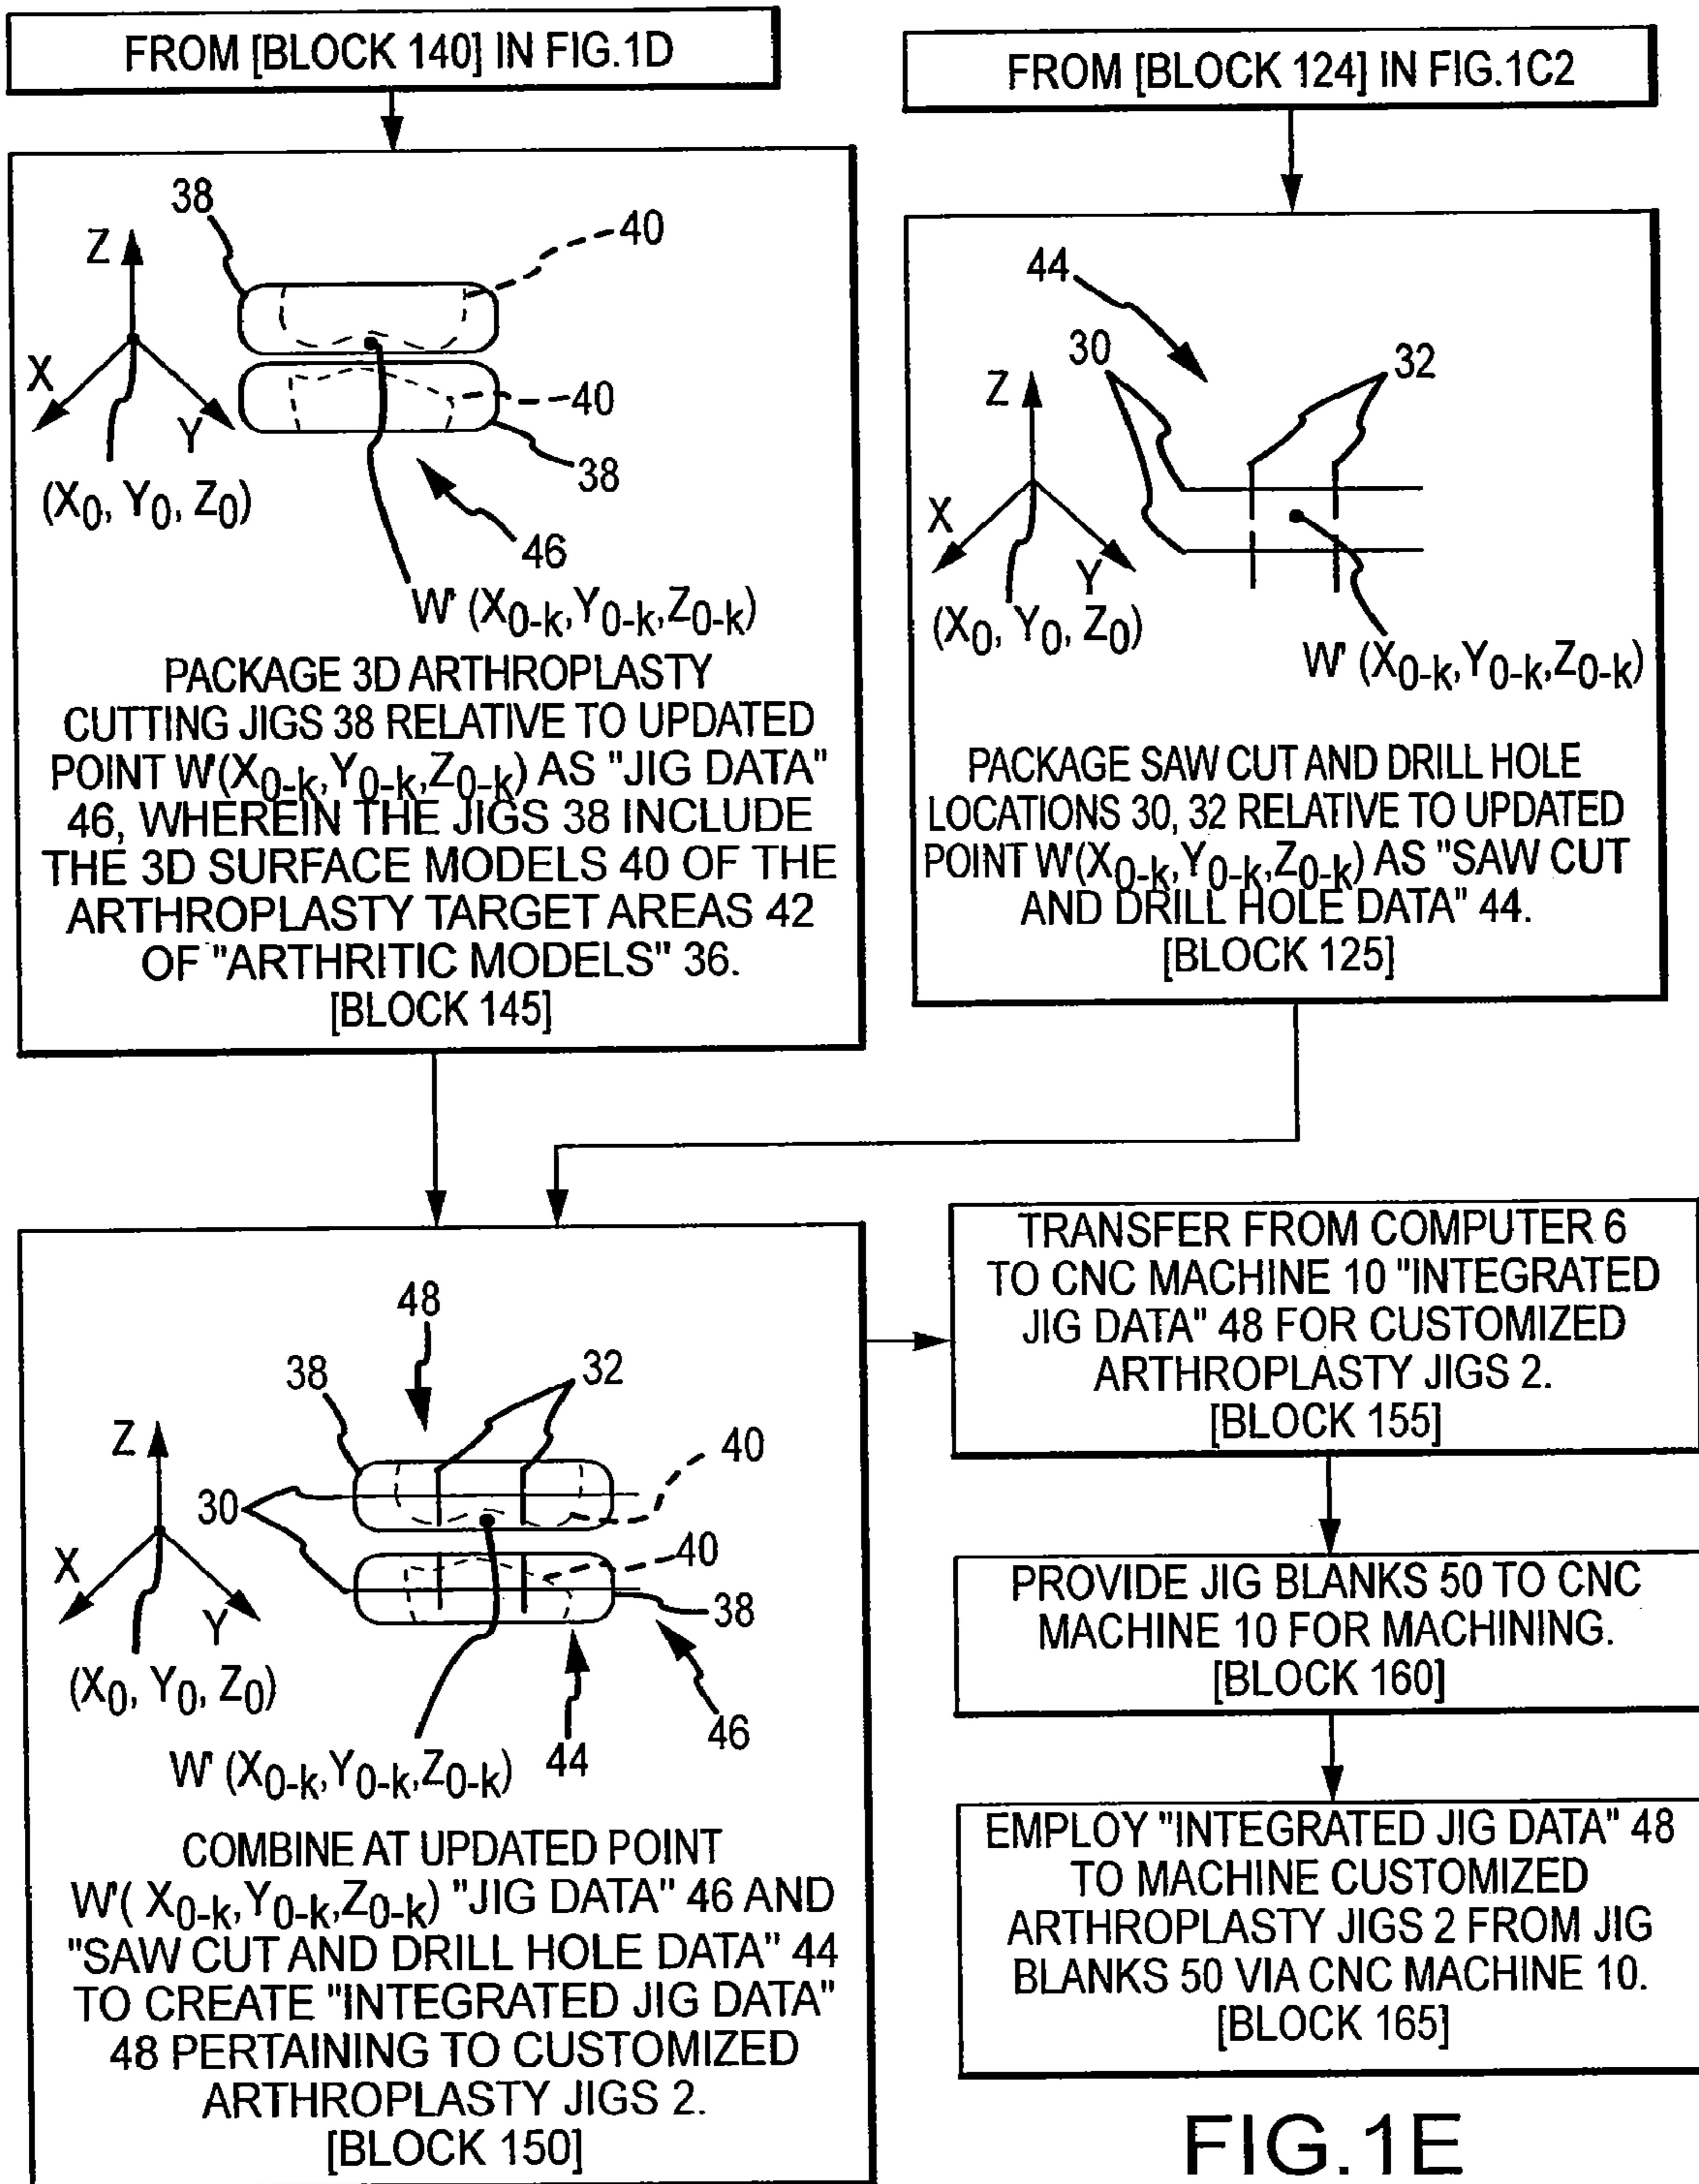 FROM [BLOCK 140] IN FIG.1D
38
40
Z
X
Y
40
38
(X₀, Y₀, Z₀)
46
W' (X₀₋ₖ,Y₀₋ₖ,Z₀₋ₖ)
PACKAGE 3D ARTHROPLASTY
CUTTING JIGS 38 RELATIVE TO UPDATED
POINT W'(X₀₋ₖ,Y₀₋ₖ,Z₀₋ₖ) AS "JIG DATA"
46, WHEREIN THE JIGS 38 INCLUDE
THE 3D SURFACE MODELS 40 OF THE
ARTHROPLASTY TARGET AREAS 42
OF "ARTHRITIC MODELS" 36.
[BLOCK 145]
FROM [BLOCK 124] IN FIG.1C2
44
30
32
Z
X
Y
(X₀, Y₀, Z₀)
W' (X₀₋ₖ,Y₀₋ₖ,Z₀₋ₖ)
PACKAGE SAW CUT AND DRILL HOLE
LOCATIONS 30, 32 RELATIVE TO UPDATED
POINT W'(X₀₋ₖ,Y₀₋ₖ,Z₀₋ₖ) AS "SAW CUT
AND DRILL HOLE DATA" 44.
[BLOCK 125]
48
38
32
Z
40
30
40
X
Y
38
(X₀, Y₀, Z₀)
46
W' (X₀₋ₖ,Y₀₋ₖ,Z₀₋ₖ)
44
COMBINE AT UPDATED POINT
W'( X₀₋ₖ,Y₀₋ₖ,Z₀₋ₖ) "JIG DATA" 46 AND
"SAW CUT AND DRILL HOLE DATA" 44
TO CREATE "INTEGRATED JIG DATA"
48 PERTAINING TO CUSTOMIZED
ARTHROPLASTY JIGS 2.
[BLOCK 150]
TRANSFER FROM COMPUTER 6
TO CNC MACHINE 10 "INTEGRATED
JIG DATA" 48 FOR CUSTOMIZED
ARTHROPLASTY JIGS 2.
[BLOCK 155]
PROVIDE JIG BLANKS 50 TO CNC
MACHINE 10 FOR MACHINING.
[BLOCK 160]
EMPLOY "INTEGRATED JIG DATA" 48
TO MACHINE CUSTOMIZED
ARTHROPLASTY JIGS 2 FROM JIG
BLANKS 50 VIA CNC MACHINE 10.
[BLOCK 165]
FIG.1E